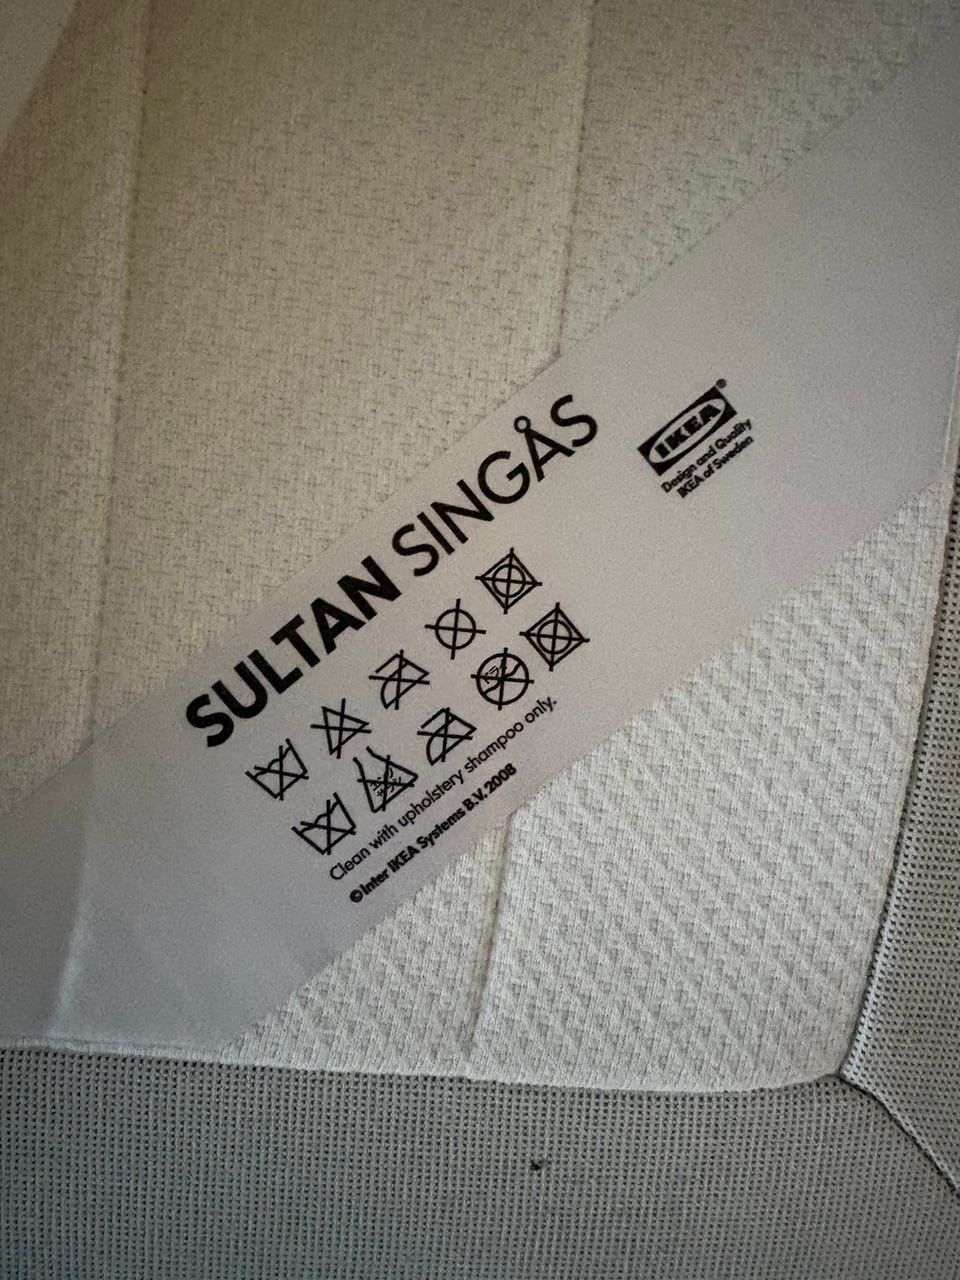 SULTAN SINGÅS
Clean with upholstery shampoo only.
© Inter IKEA Systems B.V. 2008
IKEA®
Design and Quality
IKEA of Sweden